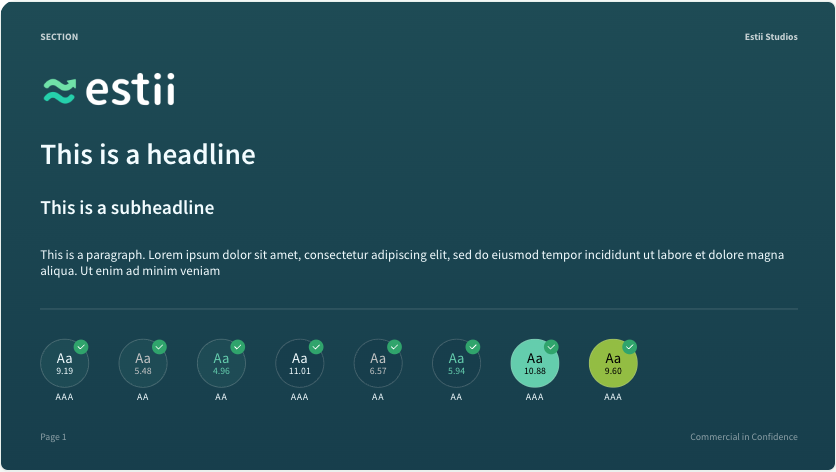 SECTION
Estii Studios
estii
This is a headline
This is a subheadline
This is a paragraph. Lorem ipsum dolor sit amet, consectetur adipiscing elit, sed do eiusmod tempor incididunt ut labore et dolore magna
aliqua. Ut enim ad minim veniam
Aa Aa Aa Aa Aa Aa Aa Aa
9.19 5.48 4.96 11.01 6.57 5.94 10.88 9.60
AAA AA AA AAA AA AA AAA AAA
Page 1
Commercial in Confidence